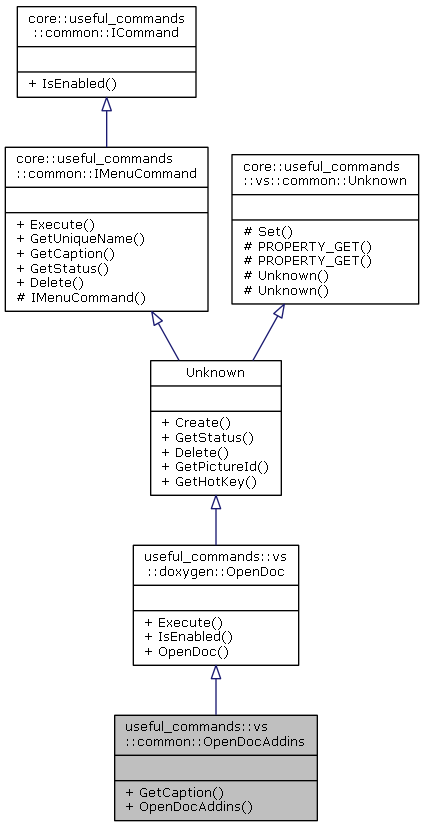 core::useful_commands
::common::ICommand
+ IsEnabled()
core::useful_commands
::common::IMenuCommand
+ Execute()
+ GetUniqueName()
+ GetCaption()
+ GetStatus()
+ Delete()
# IMenuCommand()
core::useful_commands
::vs::common::Unknown
# Set()
# PROPERTY_GET()
# PROPERTY_GET()
# Unknown()
# Unknown()
Unknown
+ Create()
+ GetStatus()
+ Delete()
+ GetPictureId()
+ GetHotKey()
useful_commands::vs
::doxygen::OpenDoc
+ Execute()
+ IsEnabled()
+ OpenDoc()
useful_commands::vs
::common::OpenDocAddins
+ GetCaption()
+ OpenDocAddins()